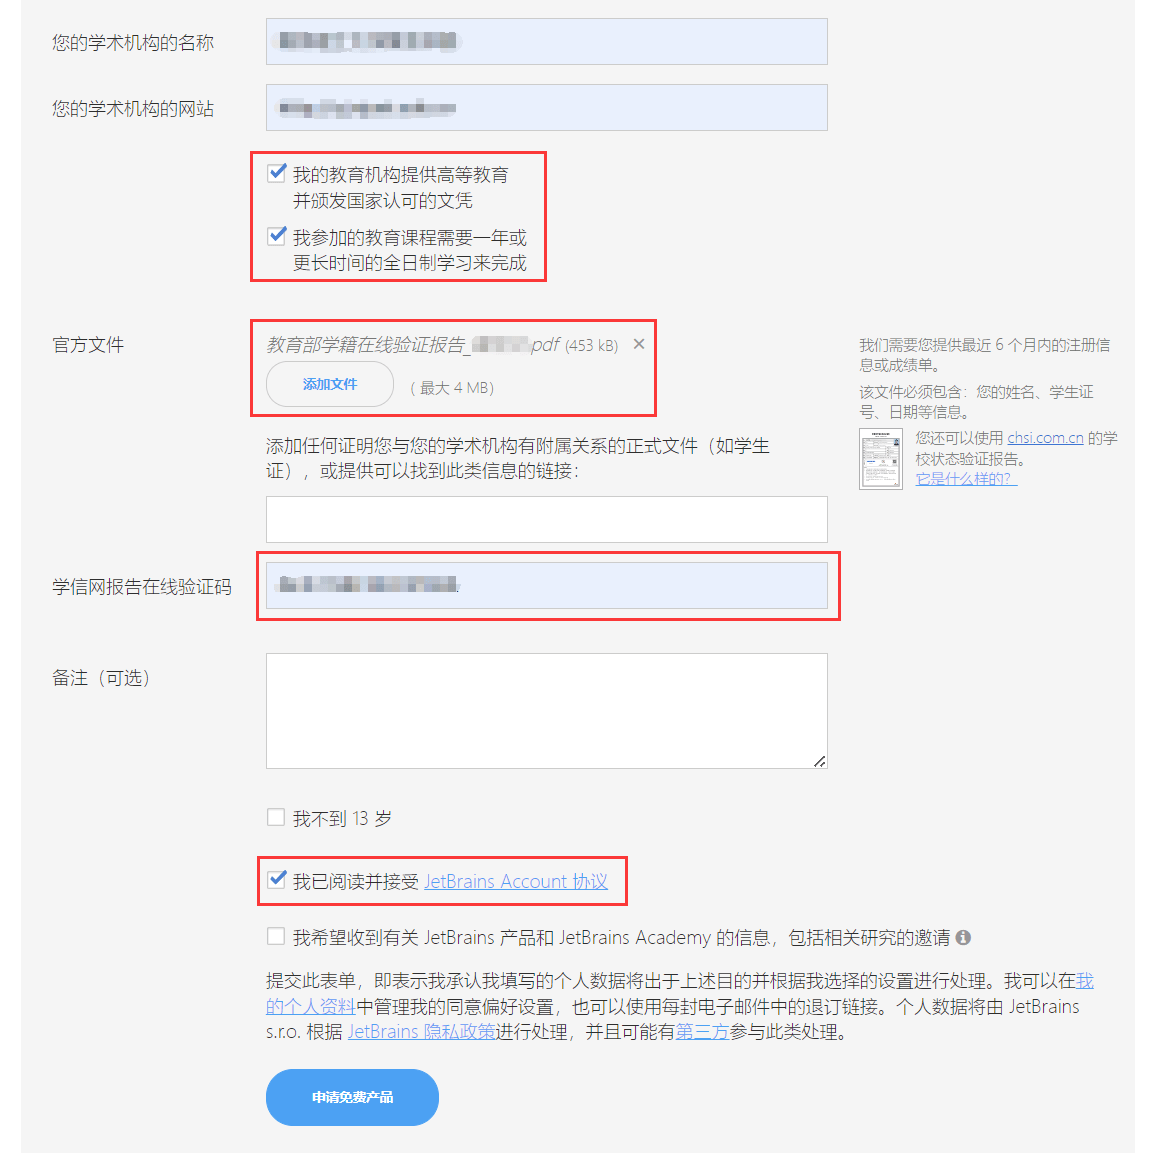 您的学术机构的名称
您的学术机构的网站
我的教育机构提供高等教育
并颁发国家认可的文凭
我参加的教育课程需要一年或
更长时间的全日制学习来完成
官方文件
教育部学籍在线验证报告_ pdf (453 kB) ✕
添加文件
( 最大 4 MB)
我们需要您提供最近 6 个月内的注册信
息或成绩单。
该文件必须包含：您的姓名、学生证
号、日期等信息。
您还可以使用 chsi.com.cn 的学
校状态验证报告。
它是什么样的？
添加任何证明您与您的学术机构有附属关系的正式文件（如学生
证），或提供可以找到此类信息的链接：
学信网报告在线验证码
备注（可选）
我不到 13 岁
我已阅读并接受 JetBrains Account 协议
我希望收到有关 JetBrains 产品和 JetBrains Academy 的信息，包括相关研究的邀请
提交此表单，即表示我承认我填写的个人数据将出于上述目的并根据我选择的设置进行处理。我可以在我
的个人资料中管理我的同意偏好设置，也可以使用每封电子邮件中的退订链接。个人数据将由 JetBrains
s.r.o. 根据 JetBrains 隐私政策进行处理，并且可能有第三方参与此类处理。
申请免费产品